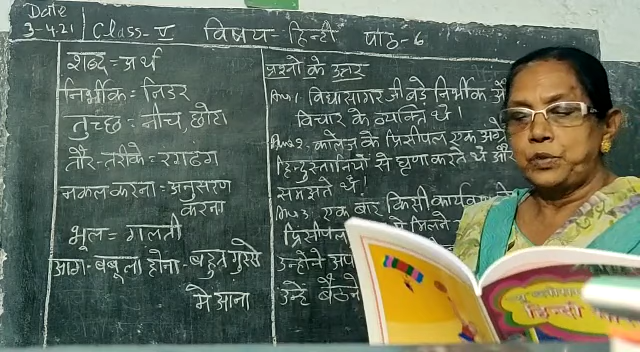 Date
3-4-21 Class-V विषय-हिन्दी पाठ-6
शब्द=अर्थ
निर्भीक=निडर
तुच्छ=नीच,छोटा
तौर-तरीके=रगढंग
नकल करना=अनुसरण
करना
भूल=गलती
आग-बबूला होना-बहुत गुस्से
मे आना
प्रश्नो के उत्तर
Ans1. विद्यासागर जी बडे निर्भीक
विचार के व्यक्ति थे।
Ans2. कालेज के प्रिंसीपल एक
हिन्दुस्तानियों से घृणा करते थे और
समझते थे।
Ans3. एक बार किसी
प्रिंसीपल से मिलने
उन्होंने
उन्हे बैठने
हिन्दी